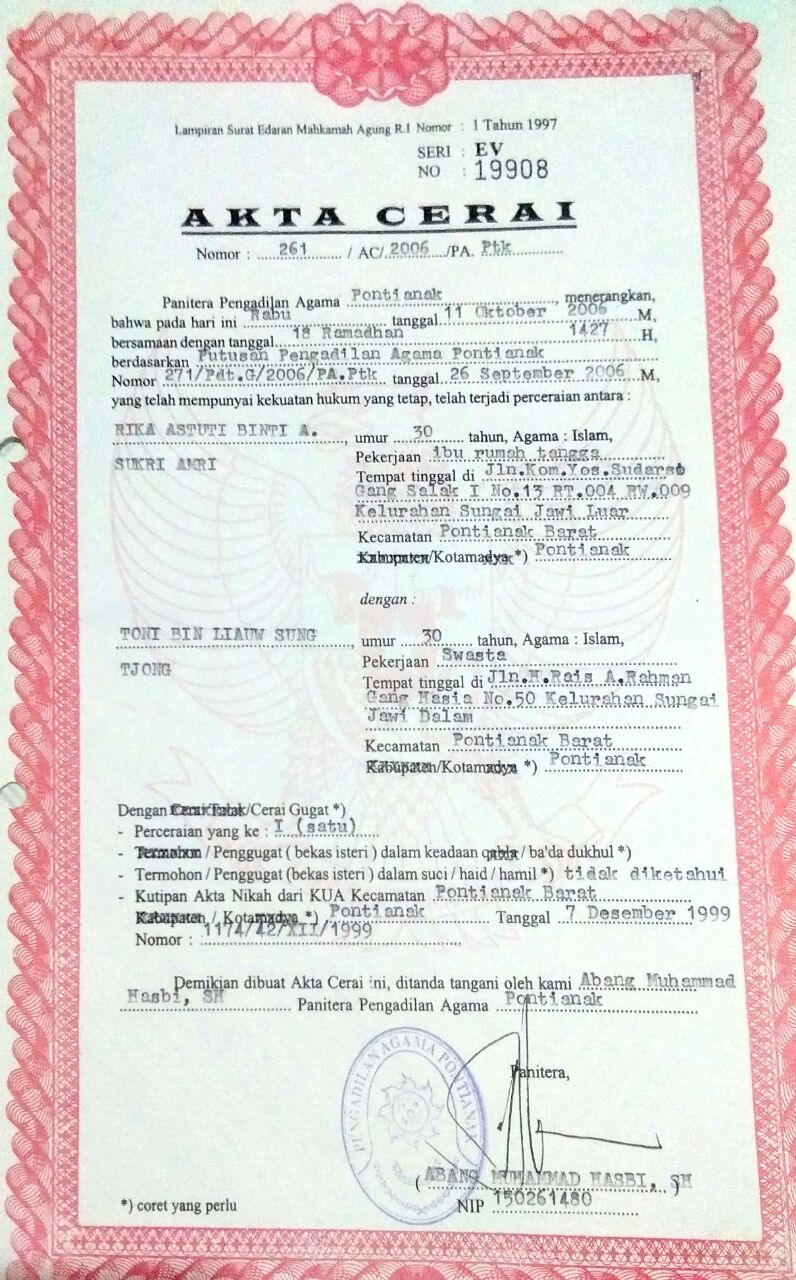 Lampiran Surat Edaran Mahkamah Agung R.I Nomor : 1 Tahun 1997
SERI : EV
NO : 19908
AKTA CERAI
Nomor : 261 / AC/ 2006 /PA. Ptk
Panitera Pengadilan Agama Pontianak, menerangkan,
bahwa pada hari ini Rabu tanggal 11 Oktober 2006 M,
bersamaan dengan tanggal 18 Ramadhan 1427 H,
berdasarkan Putusan Pengadilan Agama Pontianak
Nomor 271/Pdt.G/2006/PA.Ptk tanggal 26 September 2006 M,
yang telah mempunyai kekuatan hukum yang tetap, telah terjadi perceraian antara :
RIKA ASTUTI BINTI A. , umur 30 tahun, Agama : Islam,
SUKRI AMRI
Pekerjaan ibu rumah tangga
Tempat tinggal di Jln.Kom.Yos.Sudarso
Gang Salak I No.13 RT.004 RW.009
Kelurahan Sungai Jawi Luar
Kecamatan Pontianak Barat
Kabupaten/Kotamadya *) Pontianak
dengan :
TONI BIN LIAUW SUNG , umur 30 tahun, Agama : Islam,
TJONG
Pekerjaan Swasta
Tempat tinggal di Jln.H.Rais A.Rahman
Gang Hasia No.50 Kelurahan Sungai
Jawi Dalam
Kecamatan Pontianak Barat
Kabupaten/Kotamadya *) Pontianak
Dengan Cerai Talak/Cerai Gugat *)
- Perceraian yang ke : I (satu)
- Termohon / Penggugat ( bekas isteri ) dalam keadaan qabla / ba'da dukhul *)
- Termohon / Penggugat (bekas isteri ) dalam suci / haid / hamil *) tidak diketahui
- Kutipan Akta Nikah dari KUA Kecamatan Pontianak Barat
Kabupaten / Kotamadya *) Pontianak Tanggal 7 Desember 1999
Nomor : 1174/42/XII/1999
Demikian dibuat Akta Cerai ini, ditanda tangani oleh kami Abang Muhammad
Hasbi, SH Panitera Pengadilan Agama Pontianak
Panitera,
PENGADILAN AGAMA PONTIANAK
( ABANG MUHAMMAD HASBI, SH )
*) coret yang perlu
NIP 150261480